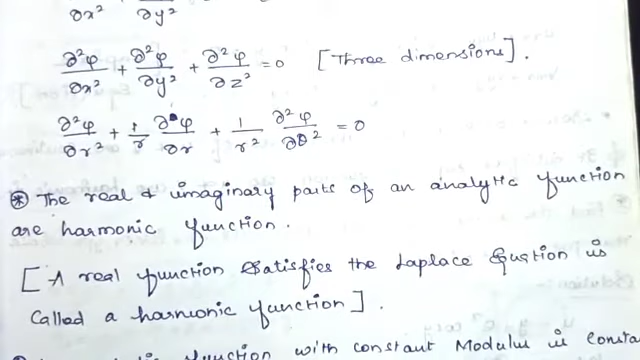 ∂x² ∂y²
∂²φ/∂x² + ∂²φ/∂y² + ∂²φ/∂z² = 0 [Three dimensions].
∂²φ/∂r² + 1/r ∂φ/∂r + 1/r² ∂²φ/∂θ² = 0
* The real & imaginary parts of an analytic function
are harmonic function.
[A real function satisfies the Laplace Equation is
called a harmonic function].
function with constant Modulus is